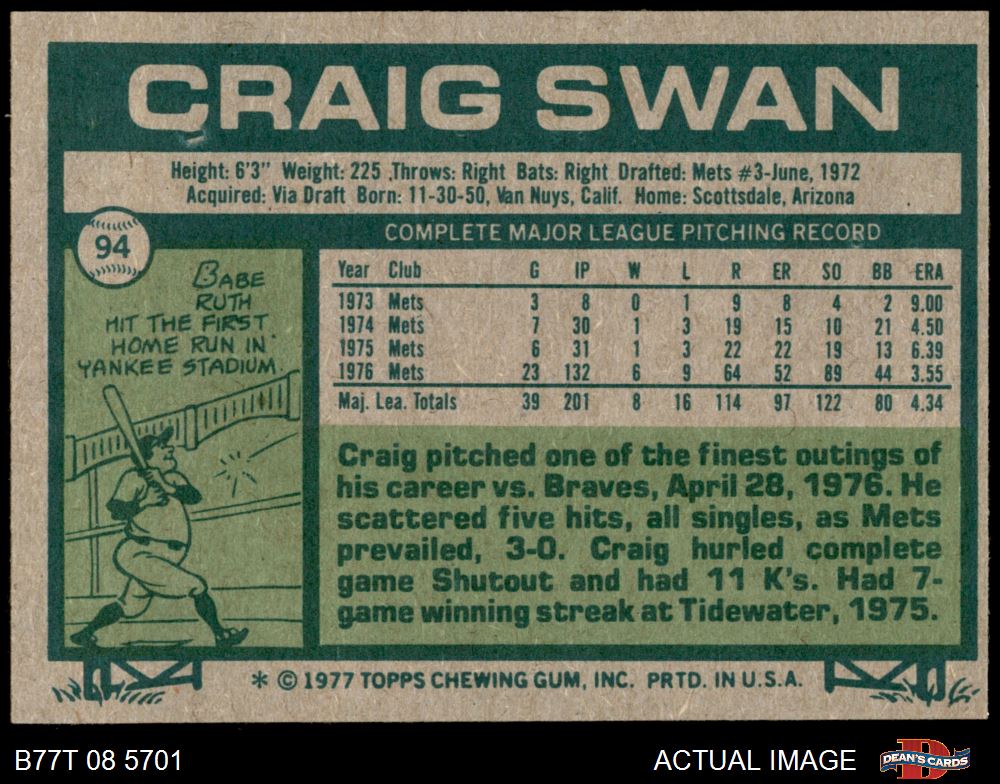 CRAIG SWAN
Height: 6'3" Weight: 225 Throws: Right Bats: Right Drafted: Mets #3-June, 1972
Acquired: Via Draft Born: 11-30-50, Van Nuys, Calif. Home: Scottsdale, Arizona
94
BABE
RUTH
HIT THE FIRST
HOME RUN IN
YANKEE STADIUM.
COMPLETE MAJOR LEAGUE PITCHING RECORD
Year Club G IP W L R ER SO BB ERA
1973 Mets 3 8 0 1 9 8 4 2 9.00
1974 Mets 7 30 1 3 19 15 10 21 4.50
1975 Mets 6 31 1 3 22 22 19 13 6.39
1976 Mets 23 132 6 9 64 52 89 44 3.55
Maj. Lea. Totals 39 201 8 16 114 97 122 80 4.34
Craig pitched one of the finest outings of
his career vs. Braves, April 28, 1976. He
scattered five hits, all singles, as Mets
prevailed, 3-0. Craig hurled complete
game Shutout and had 11 K's. Had 7-
game winning streak at Tidewater, 1975.
* © 1977 TOPPS CHEWING GUM, INC. PRTD. IN U.S.A.
B77T 08 5701
ACTUAL IMAGE
D
DEAN'S CARDS